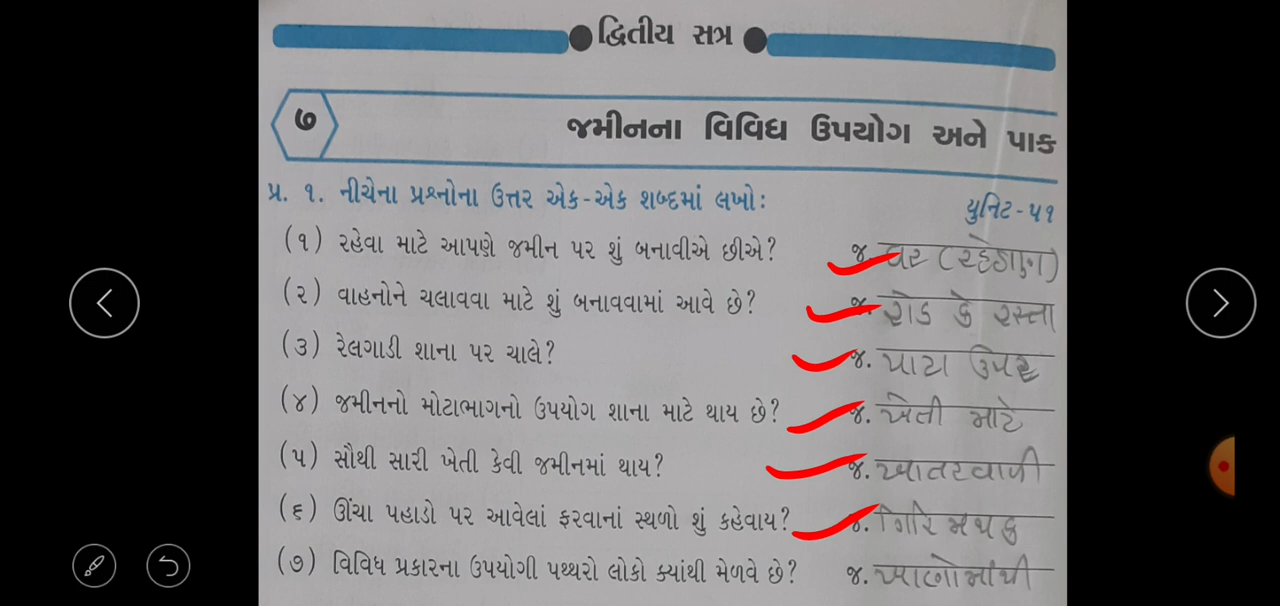 દ્વિતીય સત્ર
૭ જમીનના વિવિધ ઉપયોગ અને પાક
પ્ર. ૧. નીચેના પ્રશ્નોના ઉત્તર એક-એક શબ્દમાં લખો: યુનિટ-૫૧
(૧) રહેવા માટે આપણે જમીન પર શું બનાવીએ છીએ? જ. ઘર (રહેઠાણ)
(૨) વાહનોને ચલાવવા માટે શું બનાવવામાં આવે છે? જ. રોડ કે રસ્તા
(૩) રેલગાડી શાના પર ચાલે? જ. પાટા ઉપર
(૪) જમીનનો મોટાભાગનો ઉપયોગ શાના માટે થાય છે? જ. ખેતી માટે
(૫) સૌથી સારી ખેતી કેવી જમીનમાં થાય? જ. ખાતરવાળી
(૬) ઊંચા પહાડો પર આવેલાં ફરવાનાં સ્થળો શું કહેવાય? જ. ગિરિમથકુ
(૭) વિવિધ પ્રકારના ઉપયોગી પથ્થરો લોકો ક્યાંથી મેળવે છે? જ. ખાણોમાંથી